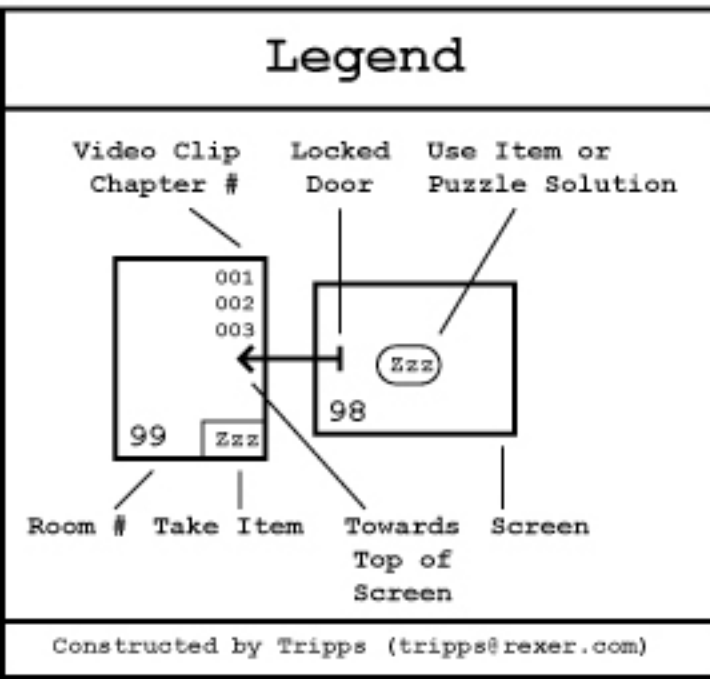 Legend
Video Clip Chapter #
Locked Door
Use Item or Puzzle Solution
001
002
003
Zzz
98
99
Zzz
Room #
Take Item
Towards Top of Screen
Screen
Constructed by Tripps (tripps@rexer.com)